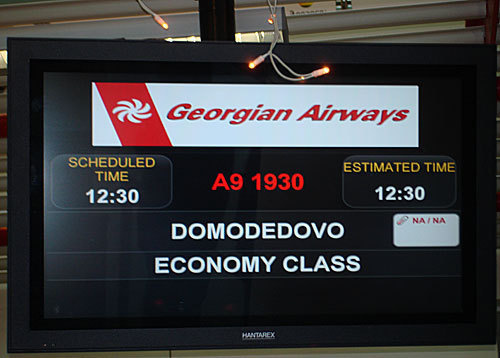 Georgian Airways
SCHEDULED TIME
12:30
A9 1930
ESTIMATED TIME
12:30
DOMODEDOVO
NA / NA
ECONOMY CLASS
HANTAREX